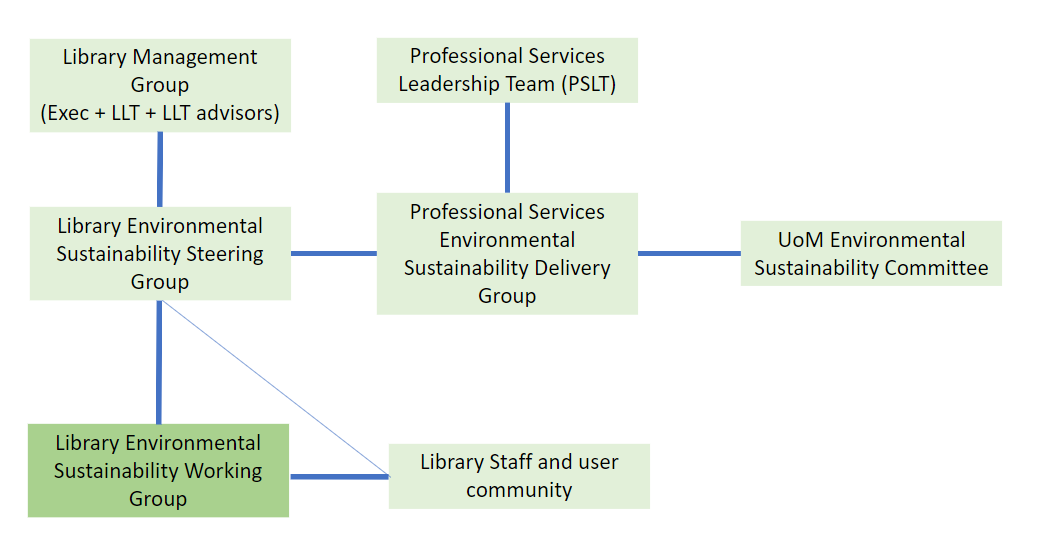 Library Management
Group
(Exec + LLT + LLT advisors)
Professional Services
Leadership Team (PSLT)
Library Environmental
Sustainability Steering
Group
Professional Services
Environmental
Sustainability Delivery
Group
UoM Environmental
Sustainability Committee
Library Environmental
Sustainability Working
Group
Library Staff and user
community